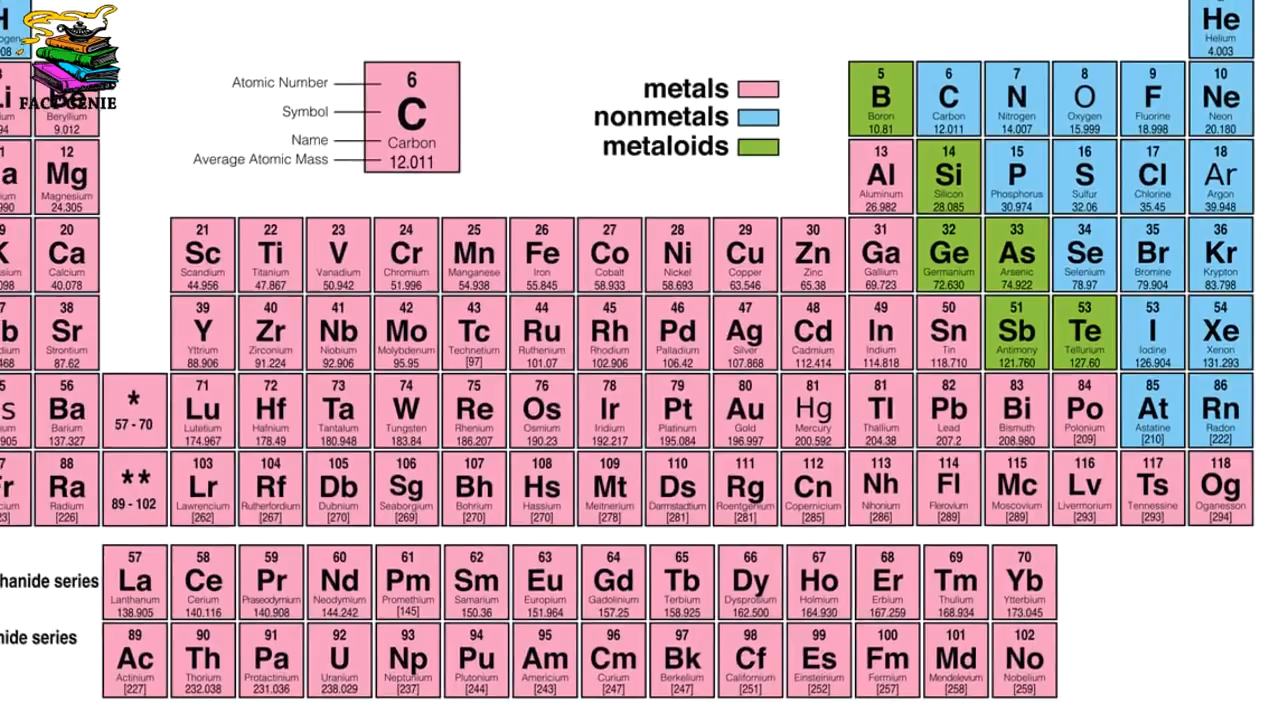 H
He
ogen
Helium
08
4.003
FACT GENIE
Be
Beryllium
9.012
Atomic Number
Symbol
Name
Average Atomic Mass
6
C
Carbon
12.011
metals
nonmetals
metaloids
5 6 7 8 9 10
B C N O F Ne
Boron Carbon Nitrogen Oxygen Fluorine Neon
10.81 12.011 14.007 15.999 18.998 20.180
12 13 14 15 16 17 18
Mg Al Si P S Cl Ar
Magnesium Aluminum Silicon Phosphorus Sulfur Chlorine Argon
24.305 26.982 28.085 30.974 32.06 35.45 39.948
20 21 22 23 24 25 26 27 28 29 30 31 32 33 34 35 36
K Ca Sc Ti V Cr Mn Fe Co Ni Cu Zn Ga Ge As Se Br Kr
Calcium Scandium Titanium Vanadium Chromium Manganese Iron Cobalt Nickel Copper Zinc Gallium Germanium Arsenic Selenium Bromine Krypton
40.078 44.956 47.867 50.942 51.996 54.938 55.845 58.933 58.693 63.546 65.38 69.723 72.630 74.922 78.97 79.904 83.798
38 39 40 41 42 43 44 45 46 47 48 49 50 51 53 53 54
b Sr Y Zr Nb Mo Tc Ru Rh Pd Ag Cd In Sn Sb Te I Xe
Strontium Yttrium Zirconium Niobium Molybdenum Technetium Ruthenium Rhodium Palladium Silver Cadmium Indium Tin Antimony Tellurium Iodine Xenon
468 87.62 88.906 91.224 92.906 95.95 [97] 101.07 102.906 106.42 107.868 112.414 114.818 118.710 121.760 127.60 126.904 131.293
56 71 72 73 74 75 76 78 79 80 81 81 82 83 84 85 86
s Ba * Lu Hf Ta W Re Os Ir Pt Au Hg Tl Pb Bi Po At Rn
Barium 57 - 70 Lutetium Hafnium Tantalum Tungsten Rhenium Osmium Iridium Platinum Gold Mercury Thallium Lead Bismuth Polonium Astatine Radon
905 137.327 174.967 178.49 180.948 183.84 186.207 190.23 192.217 195.084 196.997 200.592 204.38 207.2 208.980 [209] [210] [222]
88 103 104 105 106 107 108 109 110 111 112 113 114 115 116 117 118
r Ra ** Lr Rf Db Sg Bh Hs Mt Ds Rg Cn Nh Fl Mc Lv Ts Og
Radium 89 - 102 Lawrencium Rutherfordium Dubnium Seaborgium Bohrium Hassium Meitnerium Darmstadtium Roentgenium Copernicium Nihonium Flerovium Moscovium Livermorium Tennessine Oganesson
[226] [262] [267] [270] [269] [270] [270] [278] [281] [281] [285] [286] [289] [289] [293] [293] [294]
57 58 59 60 61 62 63 64 65 66 67 68 69 70
hanide series La Ce Pr Nd Pm Sm Eu Gd Tb Dy Ho Er Tm Yb
Lanthanum Cerium Praseodymium Neodymium Promethium Samarium Europium Gadolinium Terbium Dysprosium Holmium Erbium Thulium Ytterbium
138.905 140.116 140.908 144.242 [145] 150.36 151.964 157.25 158.925 162.500 164.930 167.259 168.934 173.045
89 90 91 92 93 94 95 96 97 98 99 100 101 102
ide series Ac Th Pa U Np Pu Am Cm Bk Cf Es Fm Md No
Actinium Thorium Protactinium Uranium Neptunium Plutonium Americium Curium Berkelium Californium Einsteinium Fermium Mendelevium Nobelium
[227] 232.038 231.036 238.029 [237] [244] [243] [247] [247] [251] [252] [257] [258] [259]